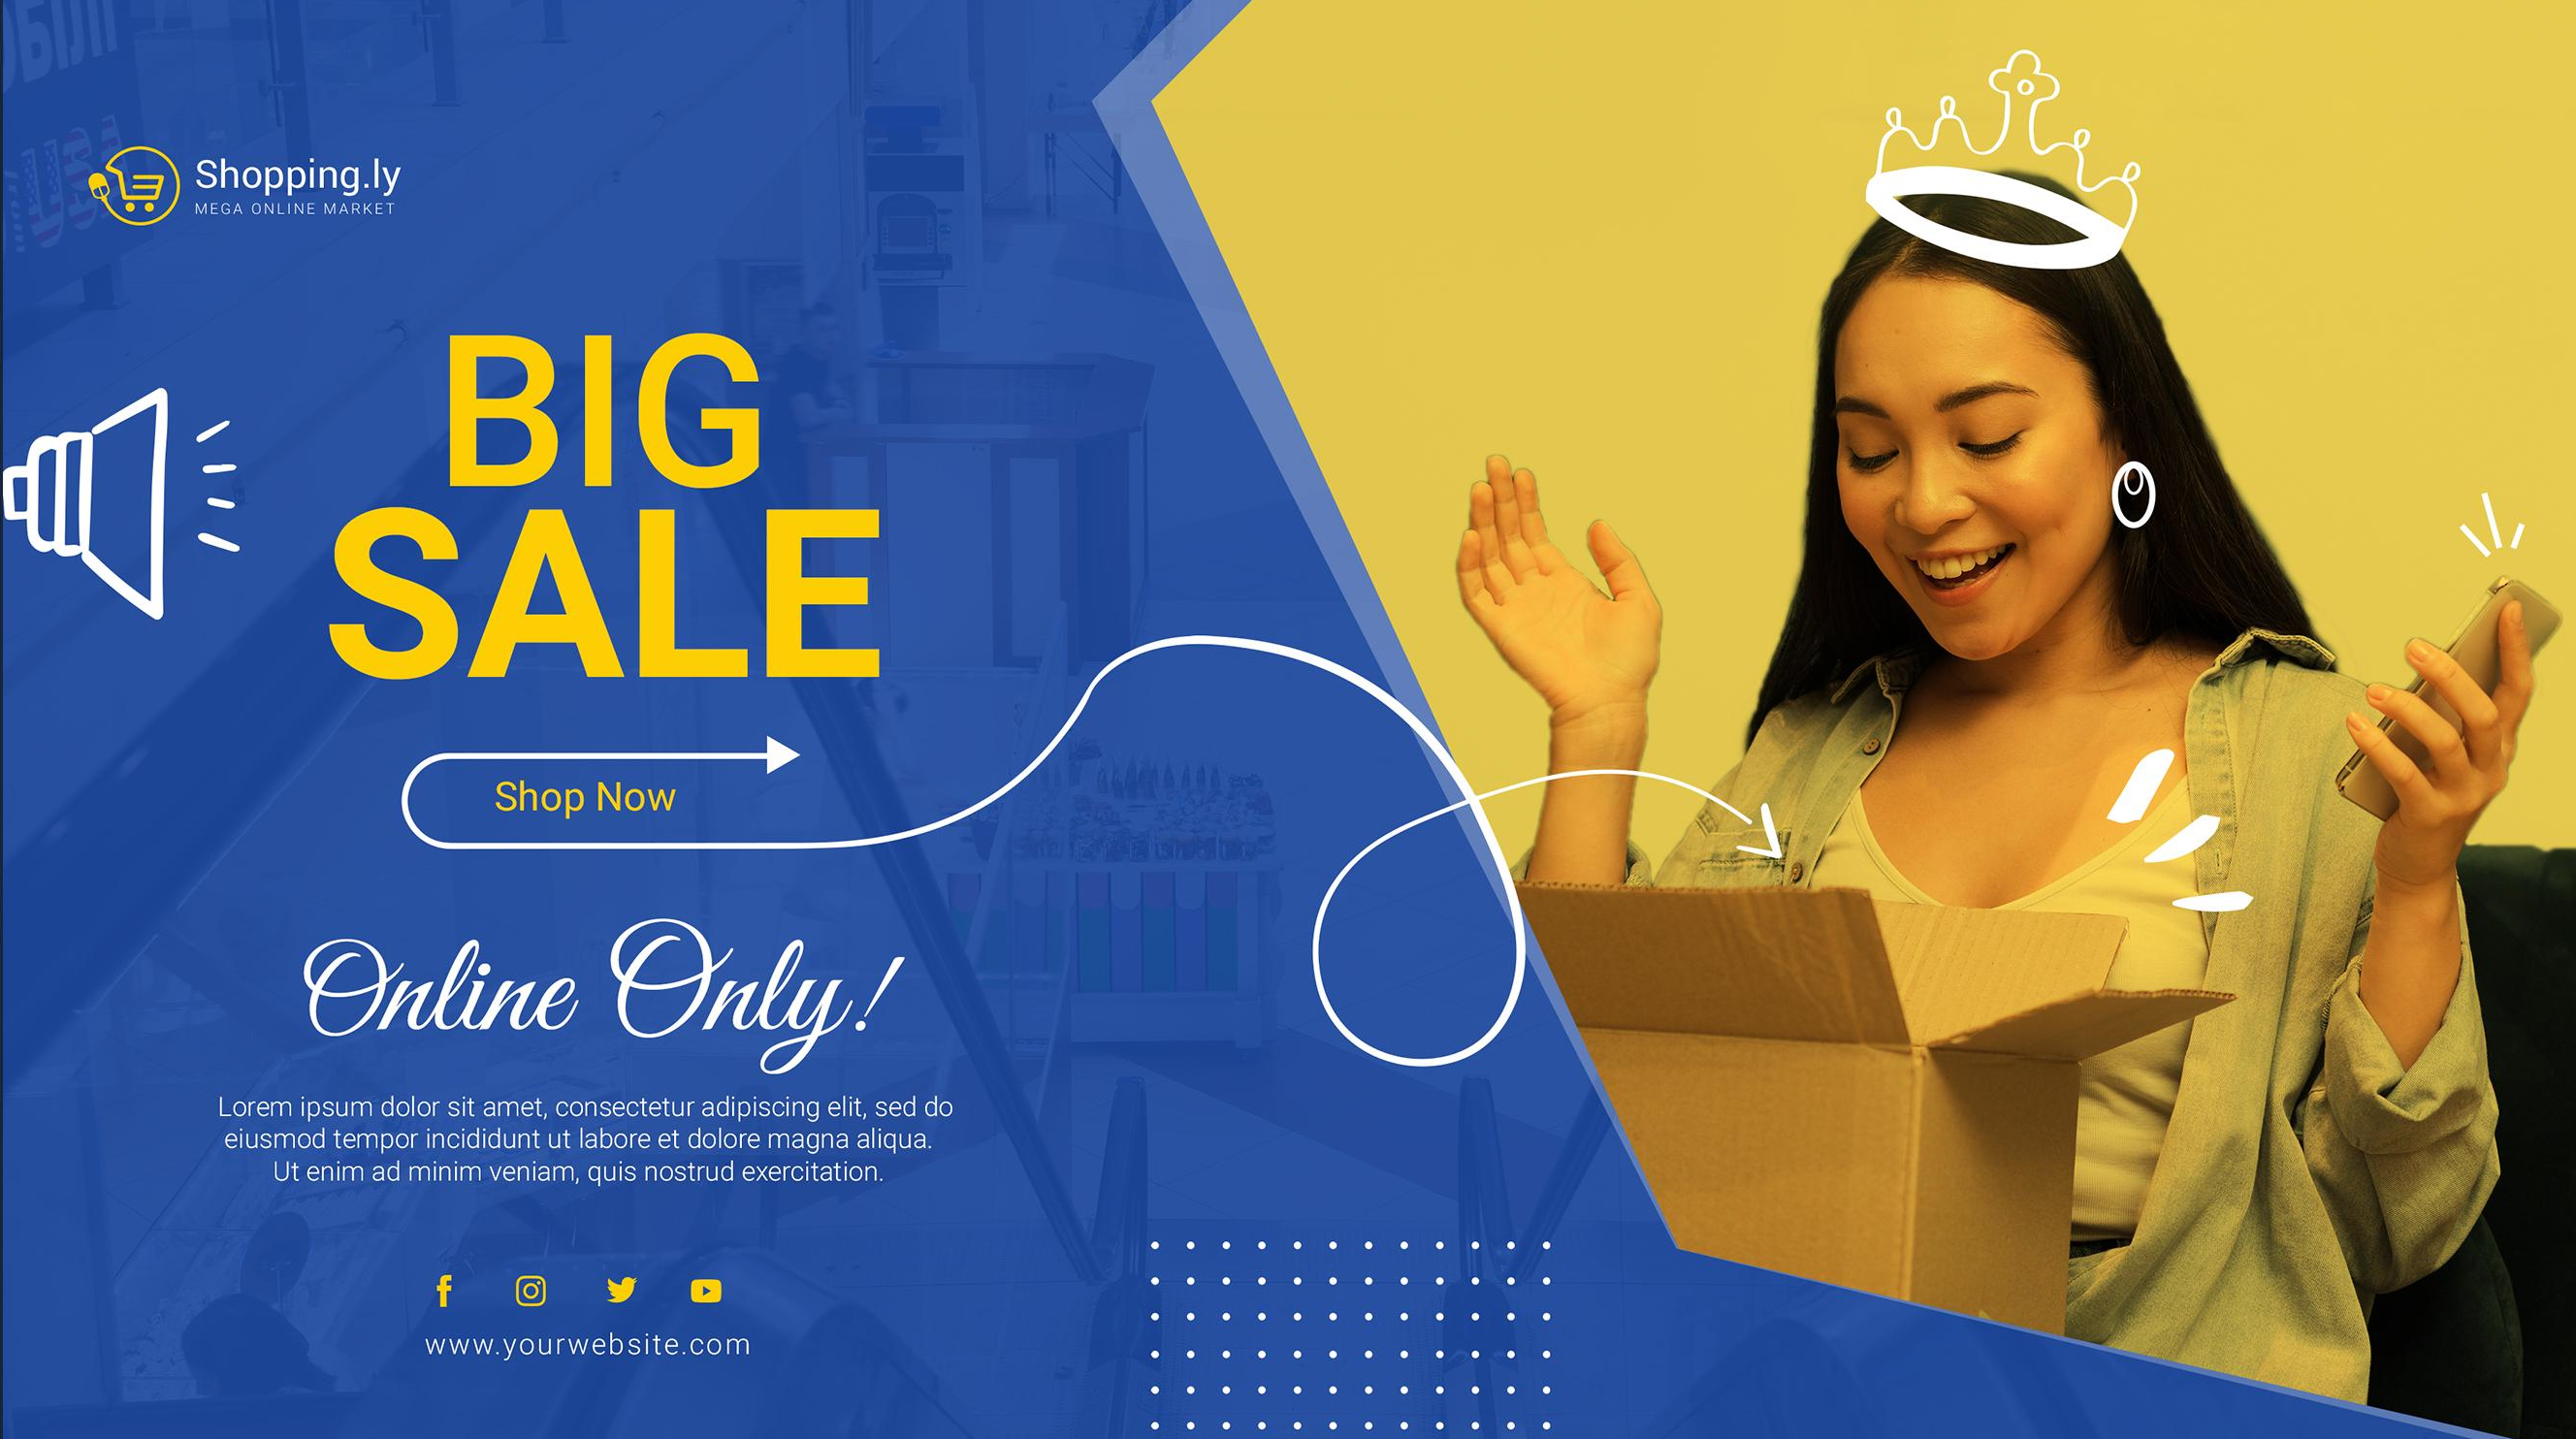 Shopping.ly
MEGA ONLINE MARKET
BIG
SALE
Shop Now
Online Only!
Lorem ipsum dolor sit amet, consectetur adipiscing elit, sed do
eiusmod tempor incididunt ut labore et dolore magna aliqua.
Ut enim ad minim veniam, quis nostrud exercitation.
www.yourwebsite.com